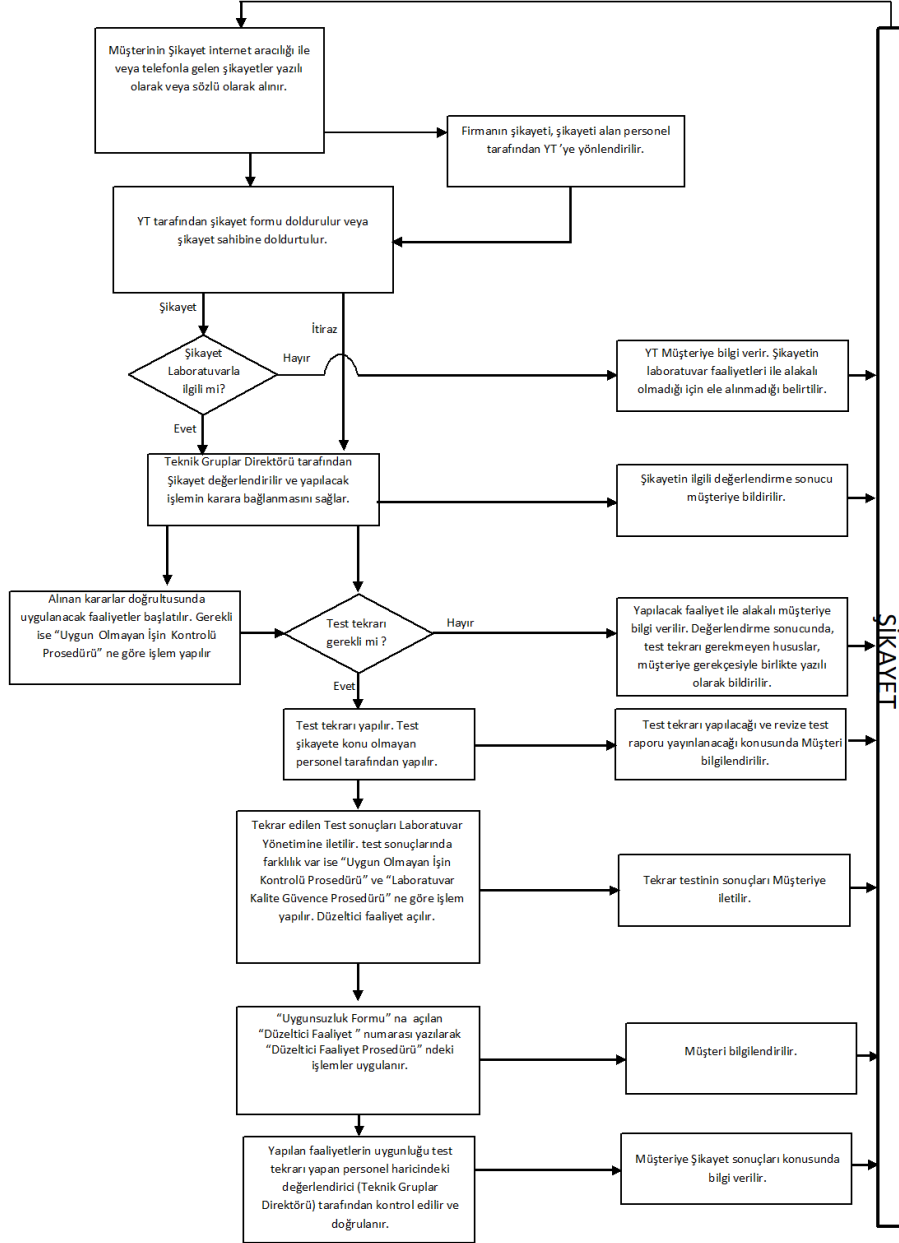 Müşterinin Şikayet internet aracılığı ile
veya telefonla gelen şikayetler yazılı
olarak veya sözlü olarak alınır.
Firmanın şikayeti, şikayeti alan personel
tarafından YT 'ye yönlendirilir.
YT tarafından şikayet formu doldurulur veya
şikayet sahibine doldurtulur.
Şikayet
İtiraz
Şikayet
Laboratuvarla
ilgili mi?
Hayır
YT Müşteriye bilgi verir. Şikayetin
laboratuvar faaliyetleri ile alakalı
olmadığı için ele alınmadığı belirtilir.
Evet
Teknik Gruplar Direktörü tarafından
Şikayet değerlendirilir ve yapılacak
işlemin karara bağlanmasını sağlar.
Şikayetin ilgili değerlendirme sonucu
müşteriye bildirilir.
Alınan kararlar doğrultusunda
uygulanacak faaliyetler başlatılır. Gerekli
ise “Uygun Olmayan İşin Kontrolü
Prosedürü” ne göre işlem yapılır
Test tekrarı
gerekli mi ?
Hayır
Yapılacak faaliyet ile alakalı müşteriye
bilgi verilir. Değerlendirme sonucunda,
test tekrarı gerekmeyen hususlar,
müşteriye gerekçesiyle birlikte yazılı
olarak bildirilir.
ŞİKAYET
Evet
Test tekrarı yapılır. Test
şikayete konu olmayan
personel tarafından yapılır.
Test tekrarı yapılacağı ve revize test
raporu yayınlanacağı konusunda Müşteri
bilgilendirilir.
Tekrar edilen Test sonuçları Laboratuvar
Yönetimine iletilir. test sonuçlarında
farklılık var ise “Uygun Olmayan İşin
Kontrolü Prosedürü” ve “Laboratuvar
Kalite Güvence Prosedürü” ne göre işlem
yapılır. Düzeltici faaliyet açılır.
Tekrar testinin sonuçları Müşteriye
iletilir.
“Uygunsuzluk Formu” na açılan
“Düzeltici Faaliyet ” numarası yazılarak
“Düzeltici Faaliyet Prosedürü” ndeki
işlemler uygulanır.
Müşteri bilgilendirilir.
Yapılan faaliyetlerin uygunluğu test
tekrarı yapan personel haricindeki
değerlendirici (Teknik Gruplar
Direktörü) tarafından kontrol edilir ve
doğrulanır.
Müşteriye Şikayet sonuçları konusunda
bilgi verilir.